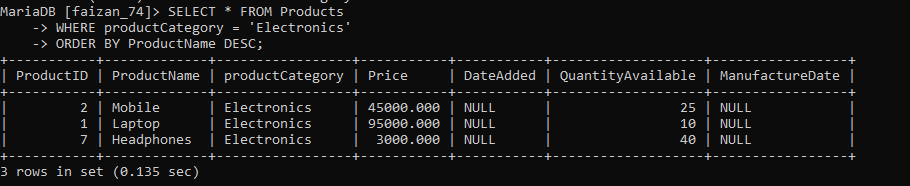 MariaDB [faizan_74]> SELECT * FROM Products
    -> WHERE productCategory = 'Electronics'
    -> ORDER BY ProductName DESC;
+-----------+-------------+-----------------+-----------+-----------+-------------------+-----------------+
| ProductID | ProductName | productCategory | Price     | DateAdded | QuantityAvailable | ManufactureDate |
+-----------+-------------+-----------------+-----------+-----------+-------------------+-----------------+
|         2 | Mobile      | Electronics     | 45000.000 | NULL      |                25 | NULL            |
|         1 | Laptop      | Electronics     | 95000.000 | NULL      |                10 | NULL            |
|         7 | Headphones  | Electronics     |  3000.000 | NULL      |                40 | NULL            |
+-----------+-------------+-----------------+-----------+-----------+-------------------+-----------------+
3 rows in set (0.135 sec)